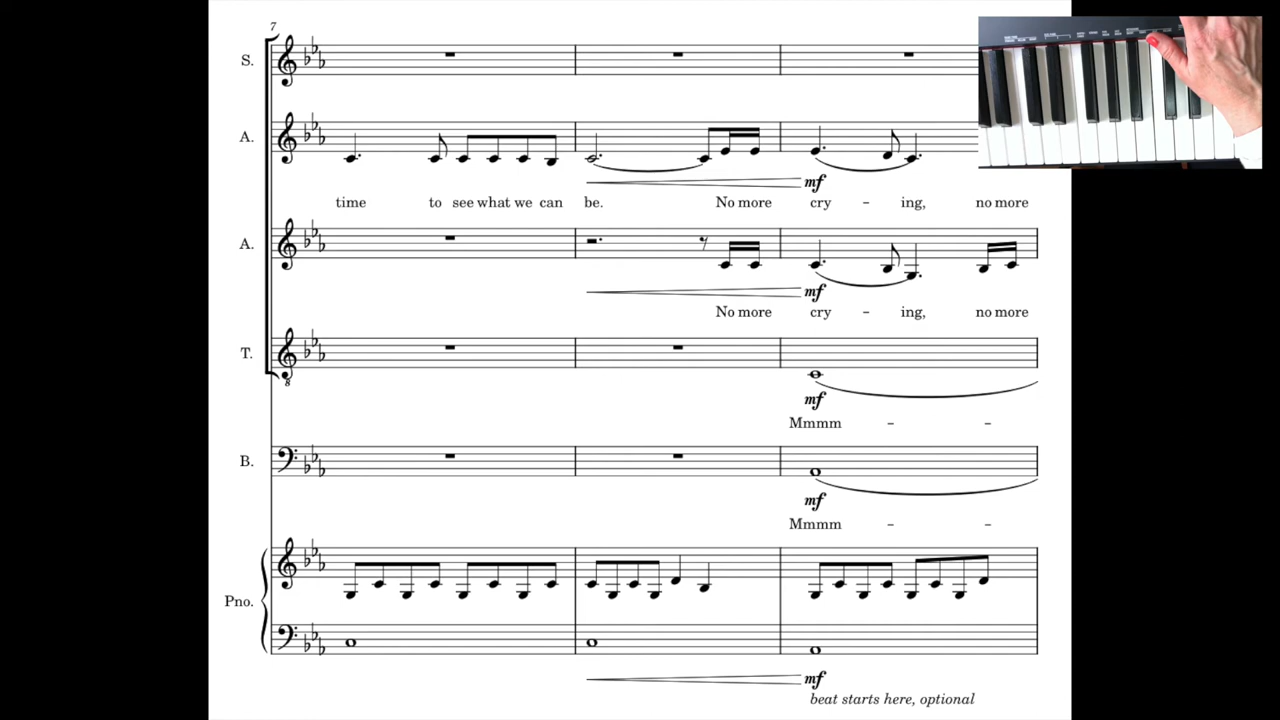 7
S.
A.
time to see what we can be. No more cry - ing, no more
mf
A.
mf
No more cry - ing, no more
T.
8
mf
Mmmm - -
B.
mf
Mmmm - -
Pno.
mf
beat starts here, optional